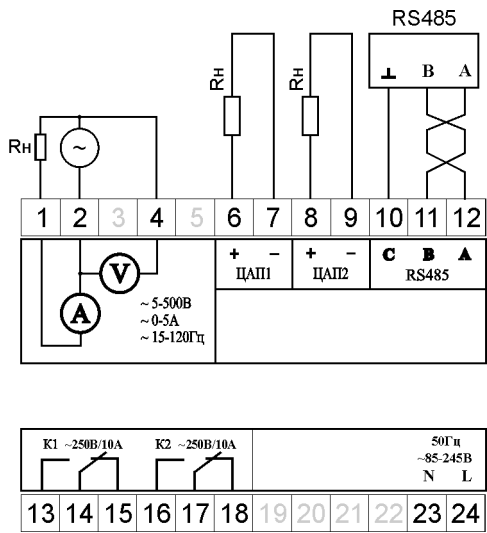 RS485
⊥ B A
Rн
Rн
Rн
~
1 2 3 4 5 6 7 8 9 10 11 12
V
A
~ 5-500В
~ 0-5А
~ 15-120Гц
+ −
ЦАП1
+ −
ЦАП2
C B A
RS485
К1 ~250В/10А
К2 ~250В/10А
50Гц
~85-245В
N L
13 14 15 16 17 18 19 20 21 22 23 24